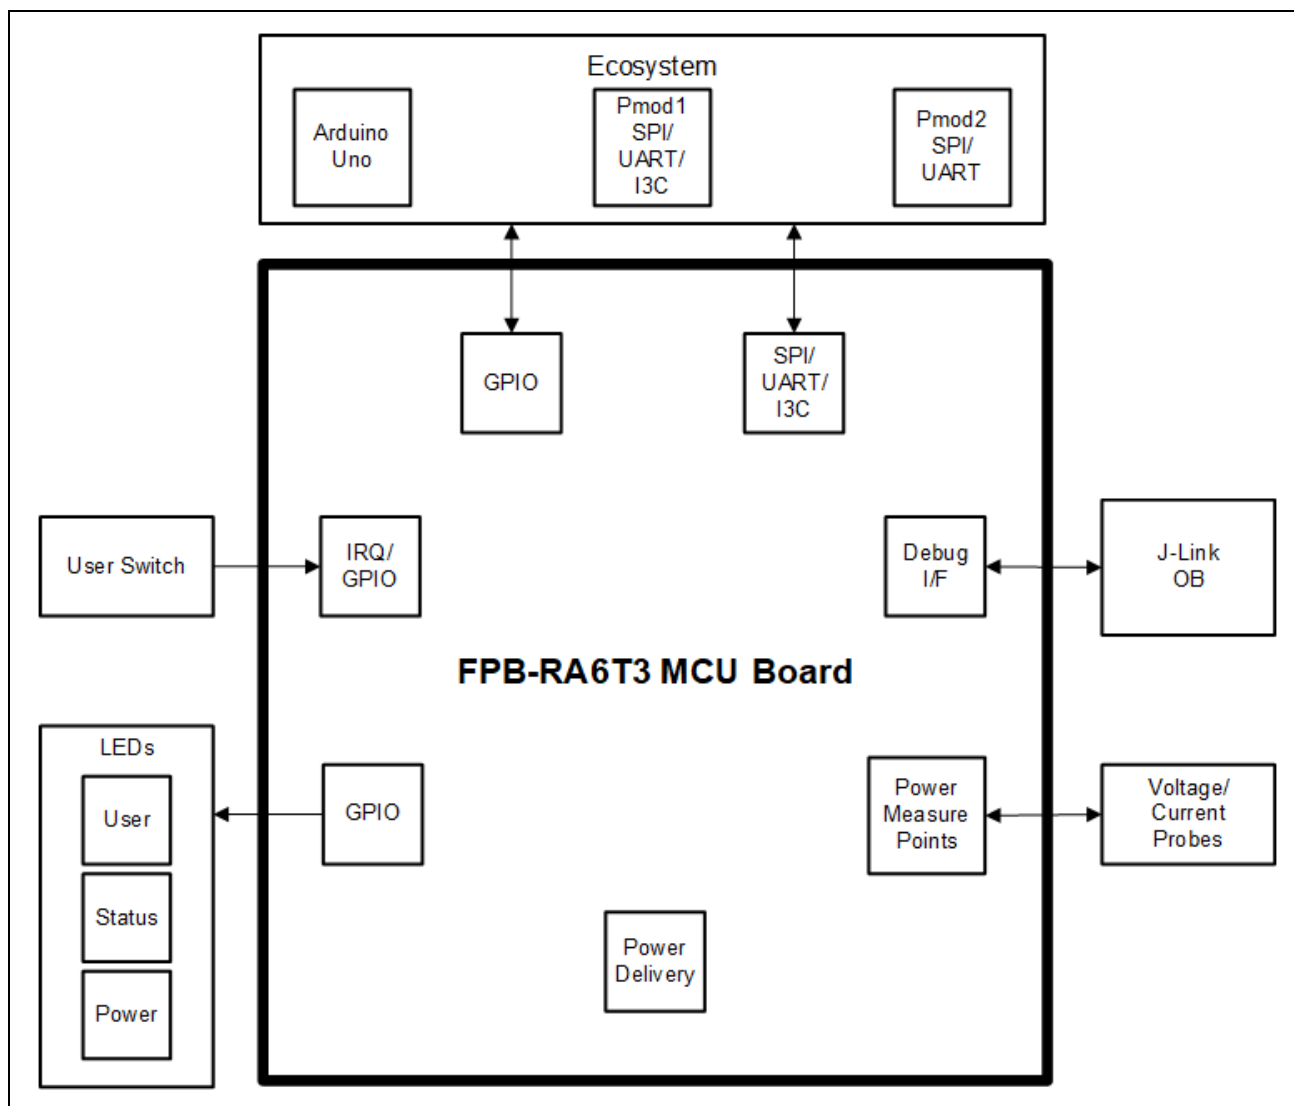 Ecosystem
Arduino
Uno
Pmod1
SPI/
UART/
I3C
Pmod2
SPI/
UART
GPIO
SPI/
UART/
I3C
User Switch
IRQ/
GPIO
Debug
I/F
J-Link
OB
FPB-RA6T3 MCU Board
LEDs
User
Status
Power
GPIO
Power
Measure
Points
Voltage/
Current
Probes
Power
Delivery